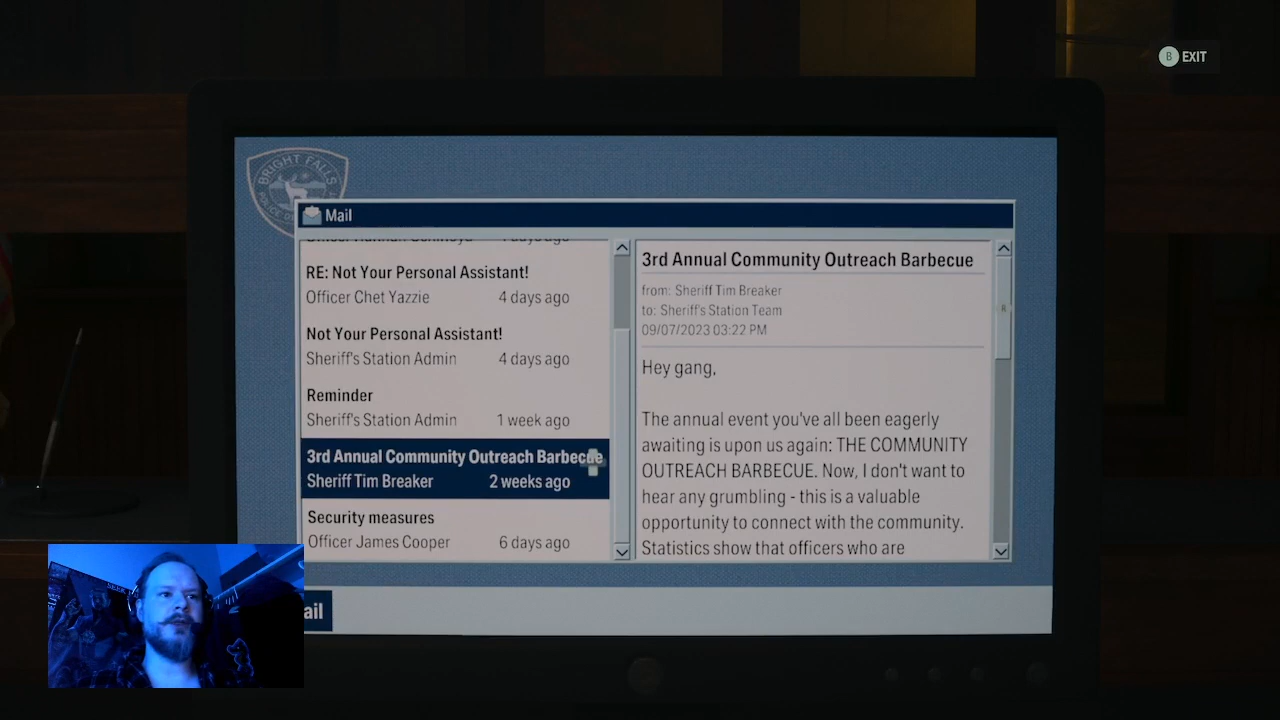 B EXIT
BRIGHT FALLS
Mail
RE: Not Your Personal Assistant!
Officer Chet Yazzie 4 days ago
Not Your Personal Assistant!
Sheriff's Station Admin 4 days ago
Reminder
Sheriff's Station Admin 1 week ago
3rd Annual Community Outreach Barbecue
Sheriff Tim Breaker 2 weeks ago
Security measures
Officer James Cooper 6 days ago
3rd Annual Community Outreach Barbecue
from: Sheriff Tim Breaker
to: Sheriff's Station Team
09/07/2023 03:22 PM
Hey gang,
The annual event you've all been eagerly
awaiting is upon us again: THE COMMUNITY
OUTREACH BARBECUE. Now, I don't want to
hear any grumbling - this is a valuable
opportunity to connect with the community.
Statistics show that officers who are
R
ail